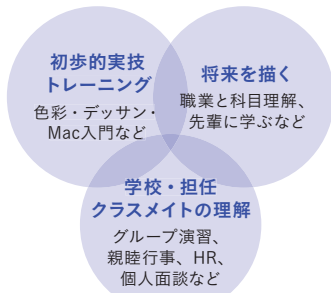 初歩的実技
トレーニング
色彩・デッサン・
Mac入門など
将来を描く
職業と科目理解、
先輩に学ぶなど
学校・担任
クラスメイトの理解
グループ演習、
親睦行事、HR、
個人面談など